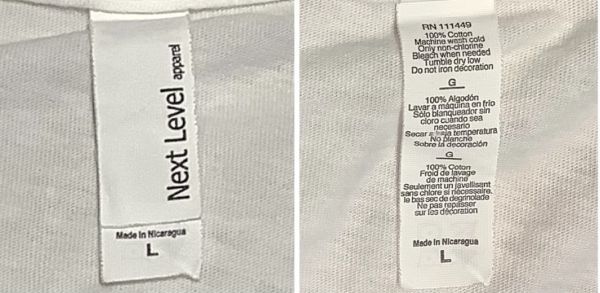 Next Level apparel
Made In Nicaragua
L
RN 111449
100% Cotton
Machine wash cold
Only non-chlorine
Bleach when needed
Tumble dry low
Do not iron decoration
G
100% Algodón
Lavar a máquina en frio
Sólo blanqueador sin
cloro cuando sea
necesario
Secar a baja temperatura
No planche
Sobre la decoración
G
100% Coton
Froid de lavage
de machine
Seulement un javellisant
sans chlore si nécessaire.
le bas sec de degringolade
Ne pas repasser
sur les décoration
Made In Nicaragua
L